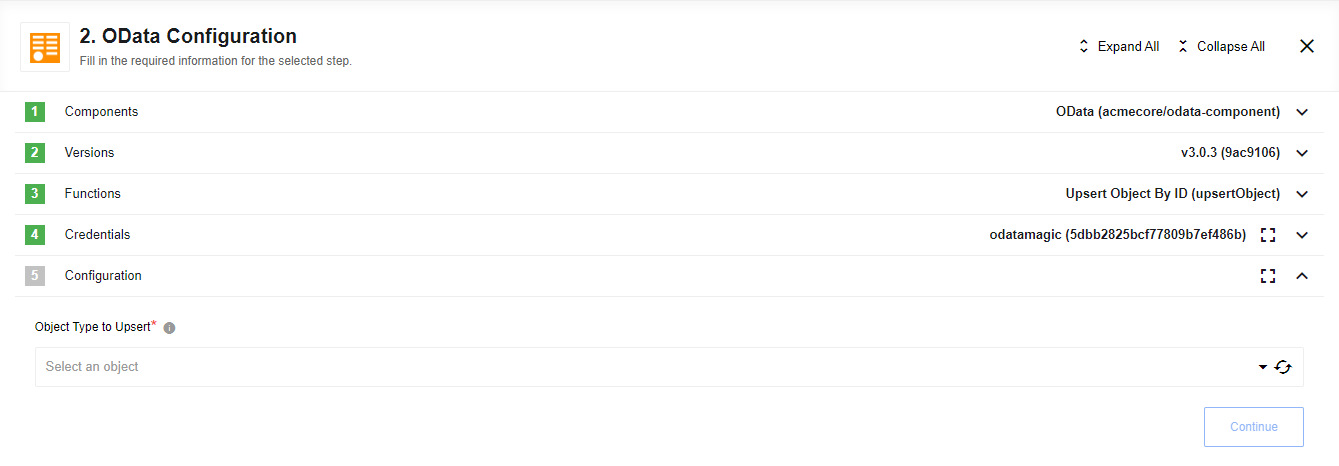 2. OData Configuration
Fill in the required information for the selected step.
Expand All
Collapse All
1 Components OData (acmecore/odata-component)
2 Versions v3.0.3 (9ac9106)
3 Functions Upsert Object By ID (upsertObject)
4 Credentials odatamagic (5dbb2825bcf77809b7ef486b)
5 Configuration
Object Type to Upsert*
Select an object
Continue